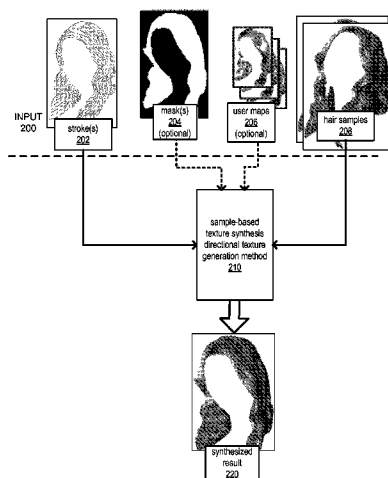 INPUT
200
stroke(s)
202
mask(s)
204
(optional)
user maps
206
(optional)
hair samples
208
sample-based
texture synthesis
directional texture
generation method
210
synthesized
result
220